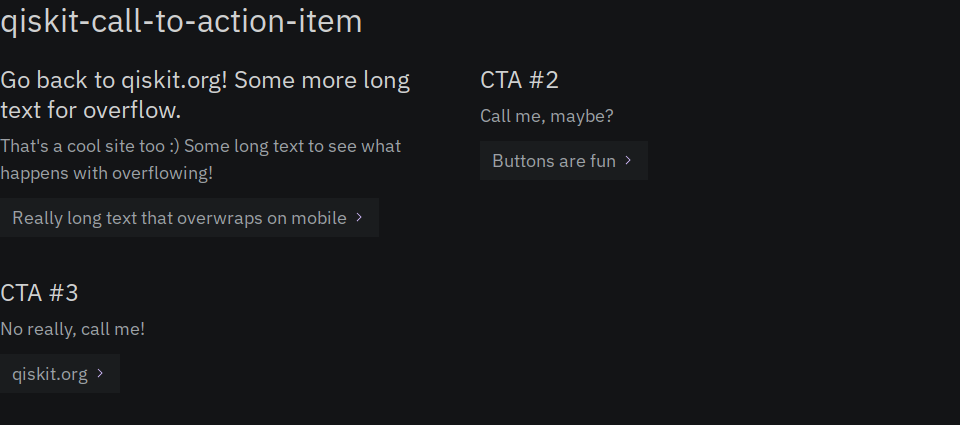 qiskit-call-to-action-item
Go back to qiskit.org! Some more long
text for overflow.
That's a cool site too :) Some long text to see what
happens with overflowing!
Really long text that overwraps on mobile
CTA #2
Call me, maybe?
Buttons are fun
CTA #3
No really, call me!
qiskit.org